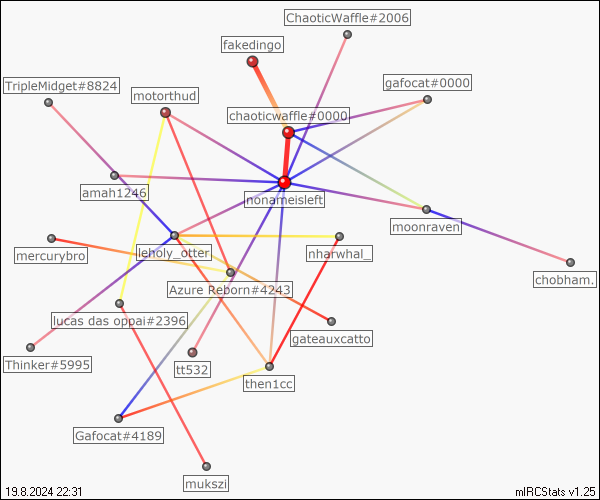 ChaoticWaffle#2006
fakedingo
TripleMidget#8824
gafocat#0000
motorthud
chaoticwaffle#0000
amah1246
nonameisleft
moonraven
mercurybro
leholy_otter
nharwhal_
chobham.
Azure Reborn#4243
lucas das oppai#2396
gateauxcatto
Thinker#5995
tt532
then1cc
Gafocat#4189
mukszi
19.8.2024 22:31
mIRCStats v1.25